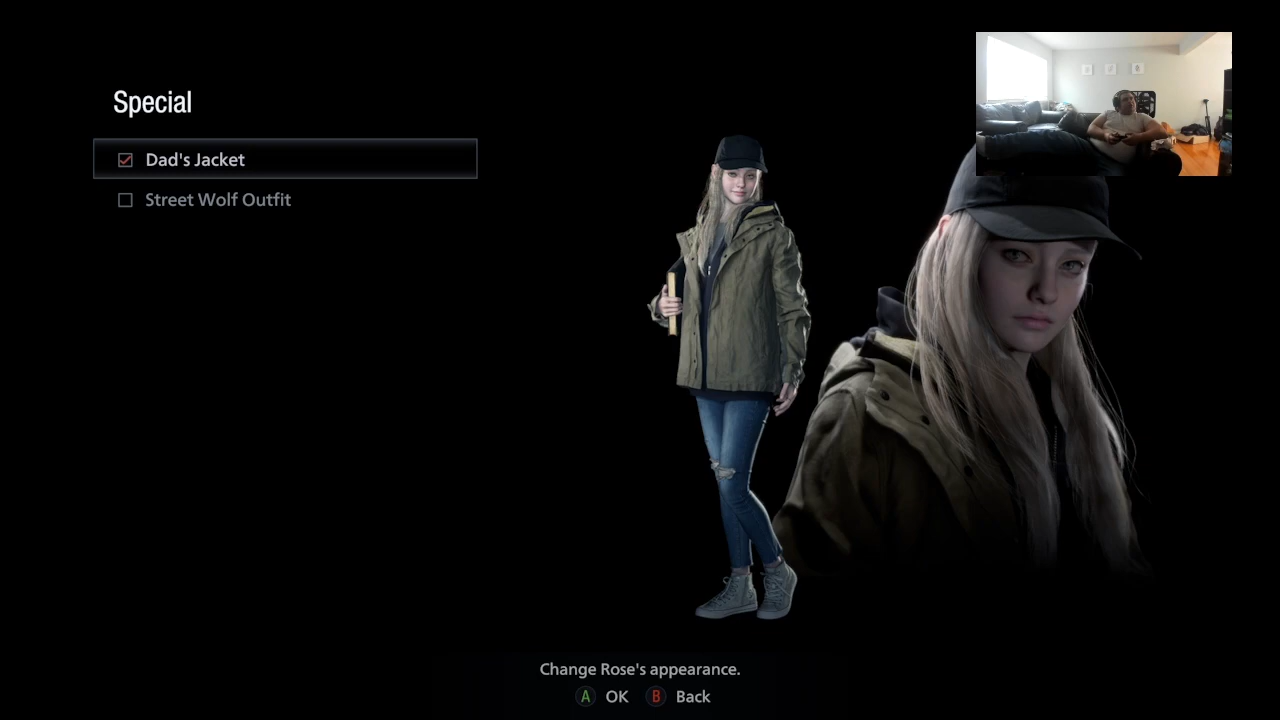 Special
Dad's Jacket
Street Wolf Outfit
Change Rose's appearance.
A OK B Back